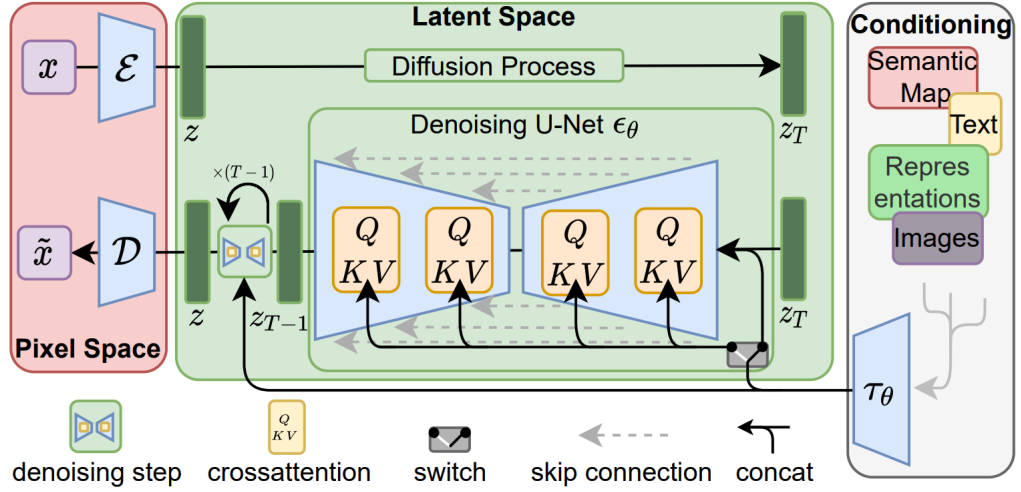 Latent Space
Conditioning
x
ℰ
Diffusion Process
Semantic
Map
z
z_T
Text
Denoising U-Net ϵ_θ
×(T−1)
Repres
entations
Q
KV
Q
KV
Q
KV
Q
KV
Images
x̃
𝒟
z
z_{T−1}
z_T
Pixel Space
τ_θ
Q
KV
denoising step
crossattention
switch
skip connection
concat